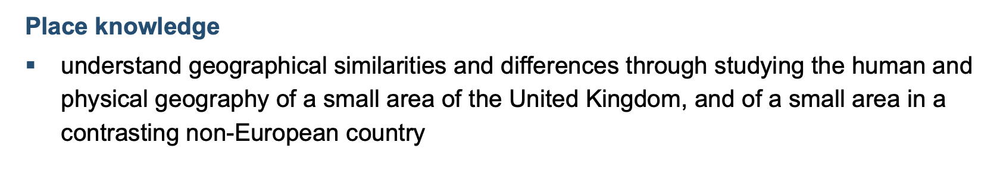 Place knowledge
▪ understand geographical similarities and differences through studying the human and
physical geography of a small area of the United Kingdom, and of a small area in a
contrasting non-European country